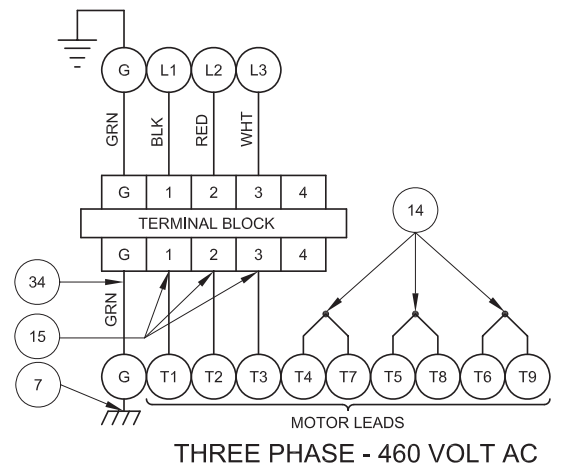 G L1 L2 L3
GRN BLK RED WHT
G 1 2 3 4
TERMINAL BLOCK
G 1 2 3 4
14
34
GRN
15
7
G T1 T2 T3 T4 T7 T5 T8 T6 T9
MOTOR LEADS
THREE PHASE - 460 VOLT AC